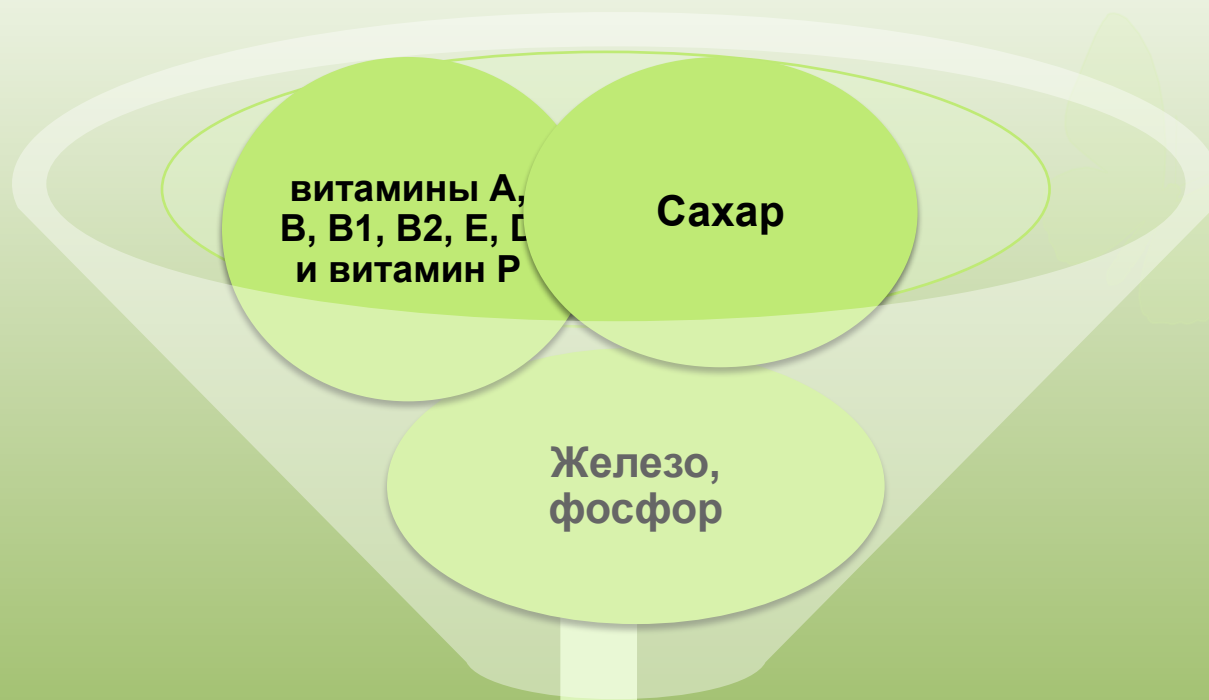 витамины А,
В, В1, В2, Е,
и витамин Р
Сахар
Железо,
фосфор